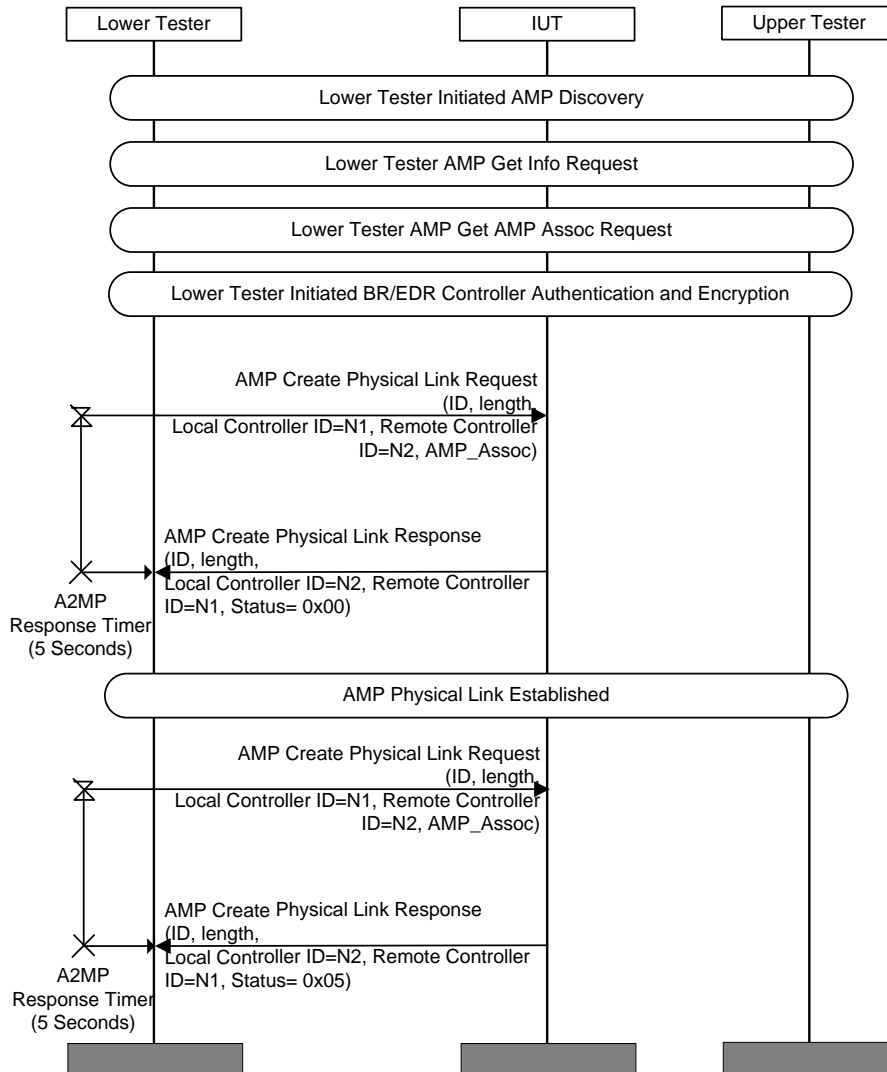 Lower Tester
IUT
Upper Tester
Lower Tester Initiated AMP Discovery
Lower Tester AMP Get Info Request
Lower Tester AMP Get AMP Assoc Request
Lower Tester Initiated BR/EDR Controller Authentication and Encryption
AMP Create Physical Link Request
(ID, length,
Local Controller ID=N1, Remote Controller
ID=N2, AMP_Assoc)
AMP Create Physical Link Response
(ID, length,
Local Controller ID=N2, Remote Controller
ID=N1, Status= 0x00)
A2MP
Response Timer
(5 Seconds)
AMP Physical Link Established
AMP Create Physical Link Request
(ID, length,
Local Controller ID=N1, Remote Controller
ID=N2, AMP_Assoc)
AMP Create Physical Link Response
(ID, length,
Local Controller ID=N2, Remote Controller
ID=N1, Status= 0x05)
A2MP
Response Timer
(5 Seconds)